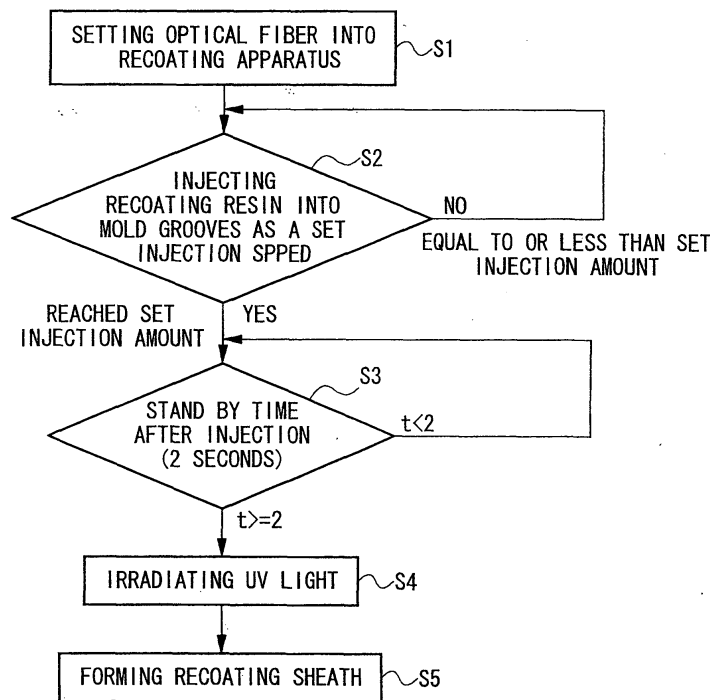 SETTING OPTICAL FIBER INTO
RECOATING APPARATUS
S1
S2
INJECTING
RECOATING RESIN INTO
MOLD GROOVES AS A SET
INJECTION SPPED
NO
EQUAL TO OR LESS THAN SET
INJECTION AMOUNT
REACHED SET
INJECTION AMOUNT
YES
S3
STAND BY TIME
AFTER INJECTION
(2 SECONDS)
t<2
t>=2
IRRADIATING UV LIGHT
S4
FORMING RECOATING SHEATH
S5